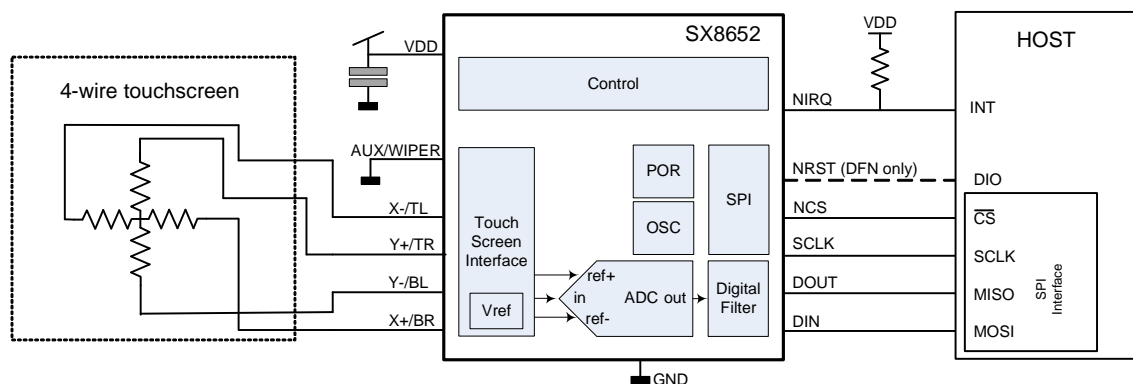 SX8652
VDD
HOST
VDD
4-wire touchscreen
Control
NIRQ
INT
AUX/WIPER
POR
SPI
NRST (DFN only)
DIO
X-/TL
Touch
Screen
Interface
OSC
NCS
CS
Y+/TR
SCLK
SCLK
Y-/BL
ref+
in
ref-
ADC out
Digital
Filter
DOUT
MISO
SPI
Interface
Vref
X+/BR
DIN
MOSI
GND